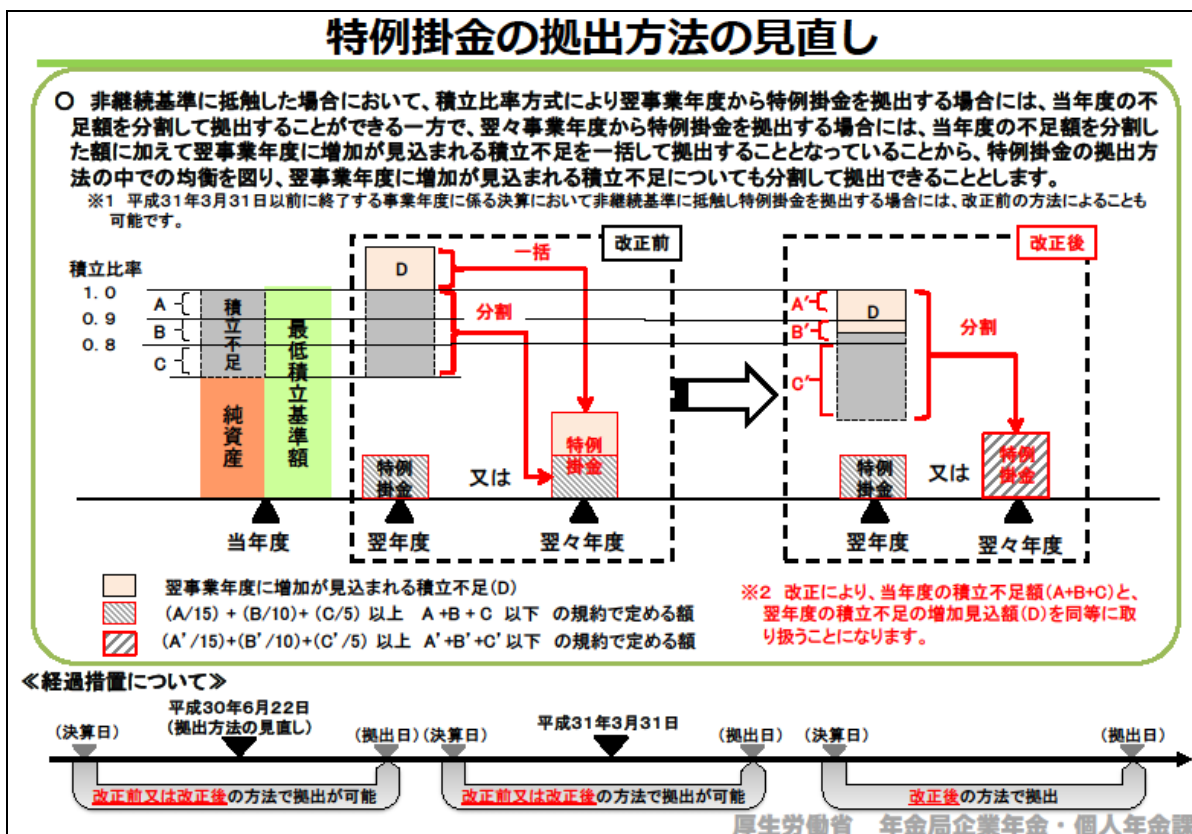 特例掛金の拠出方法の見直し
○ 非継続基準に抵触した場合において、積立比率方式により翌事業年度から特例掛金を拠出する場合には、当年度の不
足額を分割して拠出することができる一方で、翌々事業年度から特例掛金を拠出する場合には、当年度の不足額を分割し
た額に加えて翌事業年度に増加が見込まれる積立不足を一括して拠出することとなっていることから、特例掛金の拠出方
法の中での均衡を図り、翌事業年度に増加が見込まれる積立不足についても分割して拠出できることとします。
※1 平成31年3月31日以前に終了する事業年度に係る決算において非継続基準に抵触し特例掛金を拠出する場合には、改正前の方法によることも
可能です。
改正前
改正後
積立比率
1.0
0.9
0.8
A
B
C
積立不足
純資産
最低積立基準額
D
一括
分割
特例
掛金
又は
特例
掛金
A'
B'
C'
D
分割
特例
掛金
又は
特例
掛金
当年度
翌年度
翌々年度
翌年度
翌々年度
翌事業年度に増加が見込まれる積立不足(D)
(A/15)+(B/10)+(C/5) 以上 A+B+C 以下 の規約で定める額
(A'/15)+(B'/10)+(C'/5) 以上 A'+B'+C' 以下 の規約で定める額
※2 改正により、当年度の積立不足額(A+B+C)と、
翌年度の積立不足の増加見込額(D)を同等に取
り扱うことになります。
≪経過措置について≫
平成30年6月22日
(拠出方法の見直し)
平成31年3月31日
(決算日)
(拠出日)
(決算日)
(拠出日)
(決算日)
(拠出日)
改正前又は改正後の方法で拠出が可能
改正前又は改正後の方法で拠出が可能
改正後の方法で拠出
厚生労働省 年金局企業年金・個人年金課